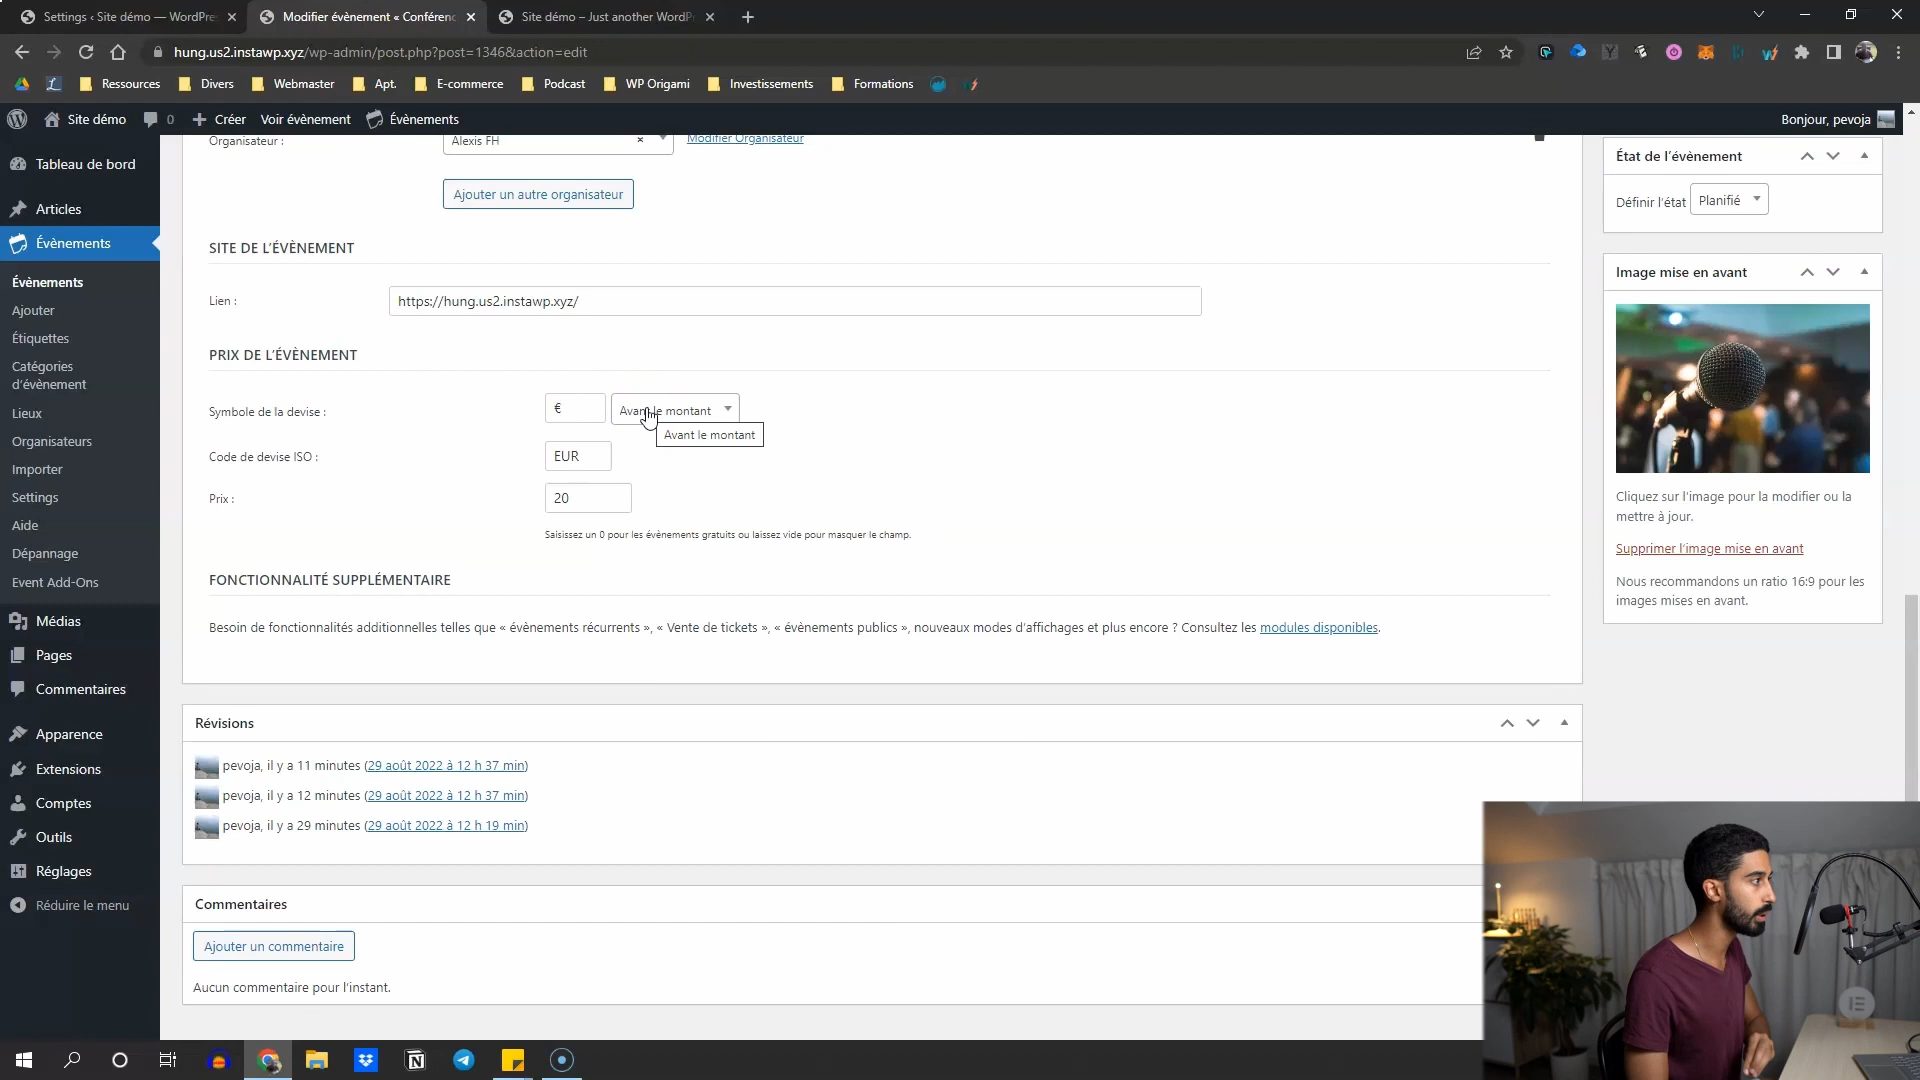 Settings ‹ Site démo — WordPre
Modifier évènement « Conférenc
Site démo – Just another WordP
hung.us2.instawp.xyz/wp-admin/post.php?post=1346&action=edit
Ressources
Divers
Webmaster
Apt.
E-commerce
Podcast
WP Origami
Investissements
Formations
Site démo
0
Créer
Voir évènement
Évènements
Bonjour, pevoja
Tableau de bord
Articles
Évènements
Évènements
Ajouter
Étiquettes
Catégories
d’évènement
Lieux
Organisateurs
Importer
Settings
Aide
Dépannage
Event Add-Ons
Médias
Pages
Commentaires
Apparence
Extensions
Comptes
Outils
Réglages
Réduire le menu
Organisateur :
Alexis FH
×
Modifier Organisateur
Ajouter un autre organisateur
SITE DE L’ÉVÈNEMENT
Lien :
https://hung.us2.instawp.xyz/
PRIX DE L’ÉVÈNEMENT
Symbole de la devise :
€
Avant le montant
Avant le montant
Code de devise ISO :
EUR
Prix :
20
Saisissez un 0 pour les évènements gratuits ou laissez vide pour masquer le champ.
FONCTIONNALITÉ SUPPLÉMENTAIRE
Besoin de fonctionnalités additionnelles telles que « évènements récurrents », « Vente de tickets », « évènements publics », nouveaux modes d’affichages et plus encore ? Consultez les modules disponibles.
Révisions
pevoja, il y a 11 minutes (29 août 2022 à 12 h 37 min)
pevoja, il y a 12 minutes (29 août 2022 à 12 h 37 min)
pevoja, il y a 29 minutes (29 août 2022 à 12 h 19 min)
Commentaires
Ajouter un commentaire
Aucun commentaire pour l’instant.
État de l’évènement
Définir l’état
Planifié
Image mise en avant
Cliquez sur l’image pour la modifier ou la
mettre à jour.
Supprimer l’image mise en avant
Nous recommandons un ratio 16:9 pour les
images mises en avant.